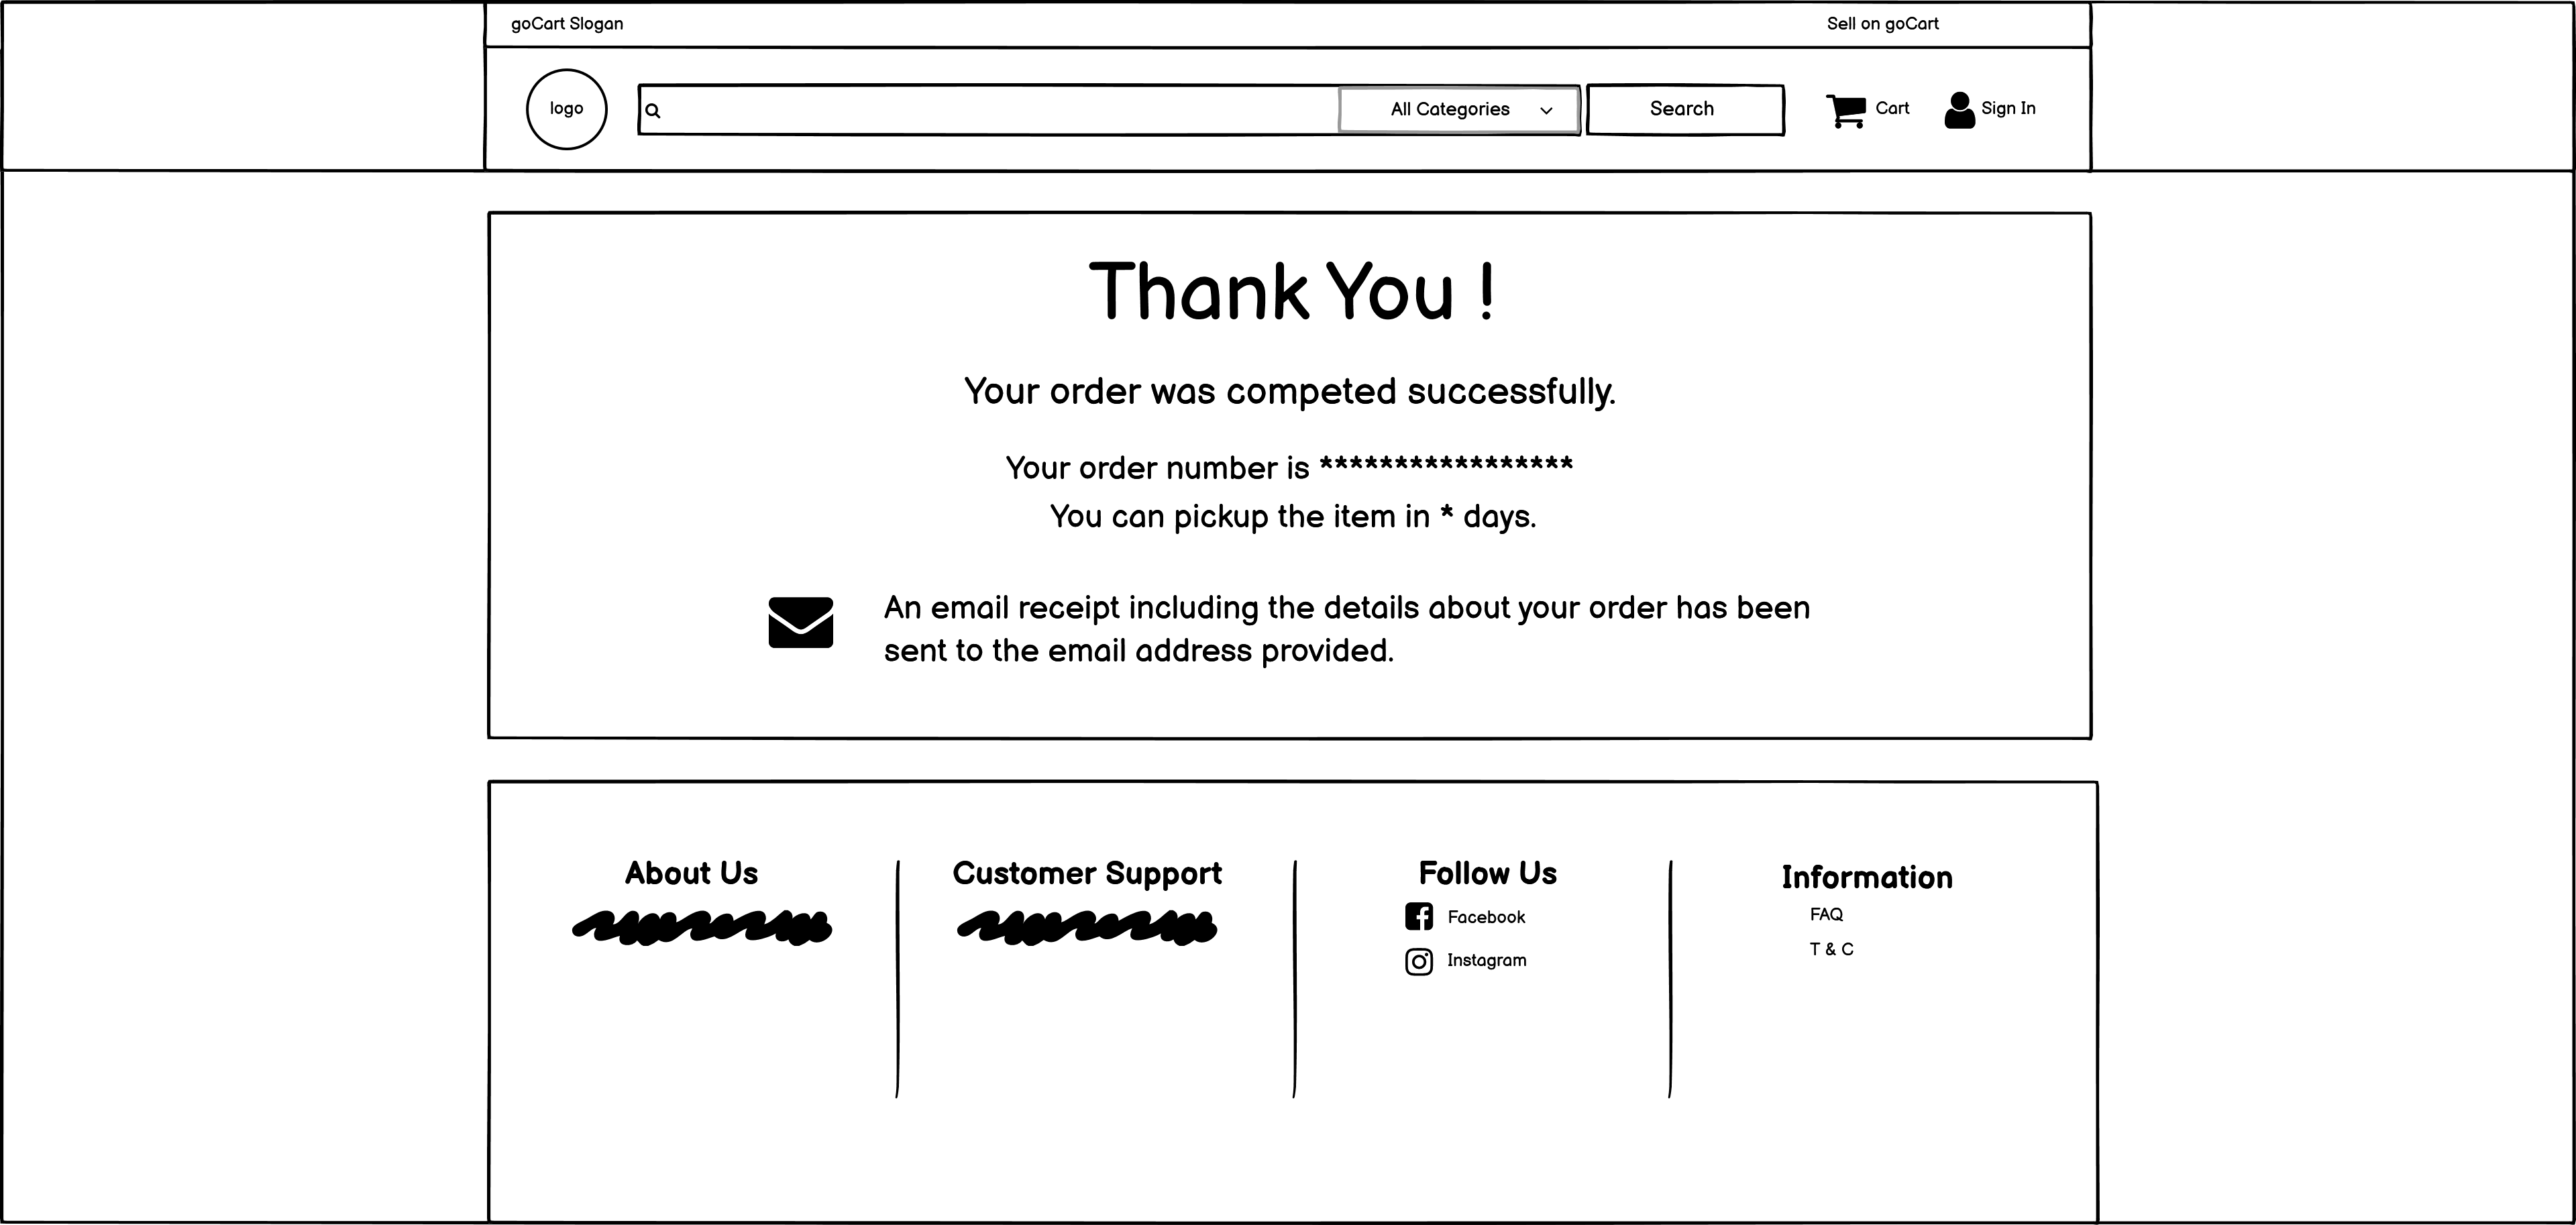 goCart Slogan
Sell on goCart
logo
All Categories
Search
Cart
Sign In
Thank You !
Your order was competed successfully.
Your order number is *****************
You can pickup the item in * days.
An email receipt including the details about your order has been
sent to the email address provided.
About Us
Customer Support
Follow Us
Facebook
Instagram
Information
FAQ
T & C